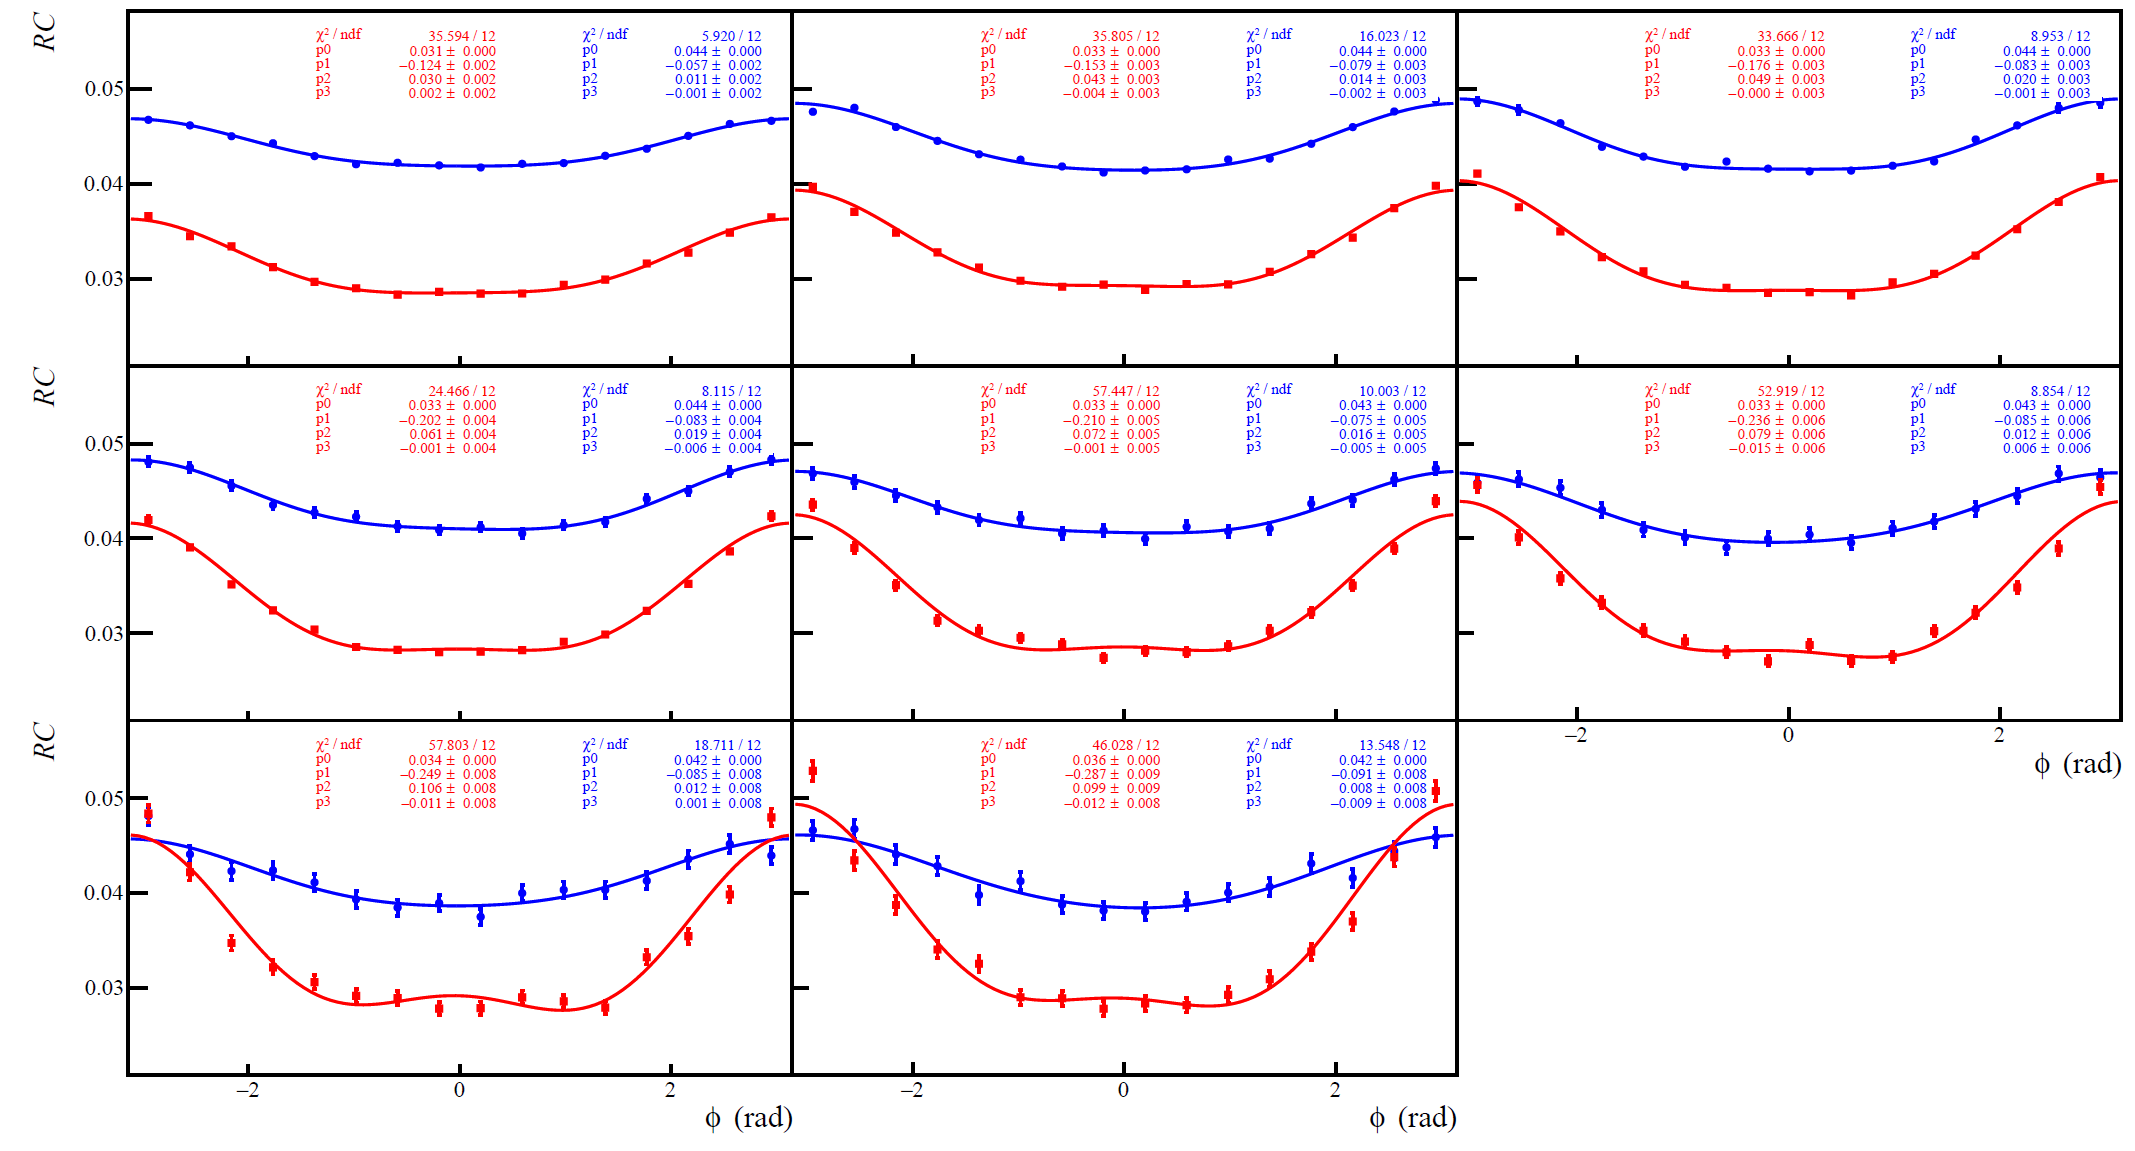 RC
χ² / ndf 35.594 / 12
p0 0.031 ± 0.000
p1 −0.124 ± 0.002
p2 0.030 ± 0.002
p3 0.002 ± 0.002
χ² / ndf 5.920 / 12
p0 0.044 ± 0.000
p1 −0.057 ± 0.002
p2 0.011 ± 0.002
p3 −0.001 ± 0.002
χ² / ndf 35.805 / 12
p0 0.033 ± 0.000
p1 −0.153 ± 0.003
p2 0.043 ± 0.003
p3 −0.004 ± 0.003
χ² / ndf 16.023 / 12
p0 0.044 ± 0.000
p1 −0.079 ± 0.003
p2 0.014 ± 0.003
p3 −0.002 ± 0.003
χ² / ndf 33.666 / 12
p0 0.033 ± 0.000
p1 −0.176 ± 0.003
p2 0.049 ± 0.003
p3 −0.000 ± 0.003
χ² / ndf 8.953 / 12
p0 0.044 ± 0.000
p1 −0.083 ± 0.003
p2 0.020 ± 0.003
p3 −0.001 ± 0.003
0.05
0.04
0.03
RC
χ² / ndf 24.466 / 12
p0 0.033 ± 0.000
p1 −0.202 ± 0.004
p2 0.061 ± 0.004
p3 −0.001 ± 0.004
χ² / ndf 8.115 / 12
p0 0.044 ± 0.000
p1 −0.083 ± 0.004
p2 0.019 ± 0.004
p3 −0.006 ± 0.004
χ² / ndf 57.447 / 12
p0 0.033 ± 0.000
p1 −0.210 ± 0.005
p2 0.072 ± 0.005
p3 −0.001 ± 0.005
χ² / ndf 10.003 / 12
p0 0.043 ± 0.000
p1 −0.075 ± 0.005
p2 0.016 ± 0.005
p3 −0.005 ± 0.005
χ² / ndf 52.919 / 12
p0 0.033 ± 0.000
p1 −0.236 ± 0.006
p2 0.079 ± 0.006
p3 −0.015 ± 0.006
χ² / ndf 8.854 / 12
p0 0.043 ± 0.000
p1 −0.085 ± 0.006
p2 0.012 ± 0.006
p3 0.006 ± 0.006
0.05
0.04
0.03
−2 0 2
φ (rad)
RC
χ² / ndf 57.803 / 12
p0 0.034 ± 0.000
p1 −0.249 ± 0.008
p2 0.106 ± 0.008
p3 −0.011 ± 0.008
χ² / ndf 18.711 / 12
p0 0.042 ± 0.000
p1 −0.085 ± 0.008
p2 0.012 ± 0.008
p3 0.001 ± 0.008
χ² / ndf 46.028 / 12
p0 0.036 ± 0.000
p1 −0.287 ± 0.009
p2 0.099 ± 0.009
p3 −0.012 ± 0.008
χ² / ndf 13.548 / 12
p0 0.042 ± 0.000
p1 −0.091 ± 0.008
p2 0.008 ± 0.008
p3 −0.009 ± 0.008
0.05
0.04
0.03
−2 0 2
φ (rad)
−2 0 2
φ (rad)